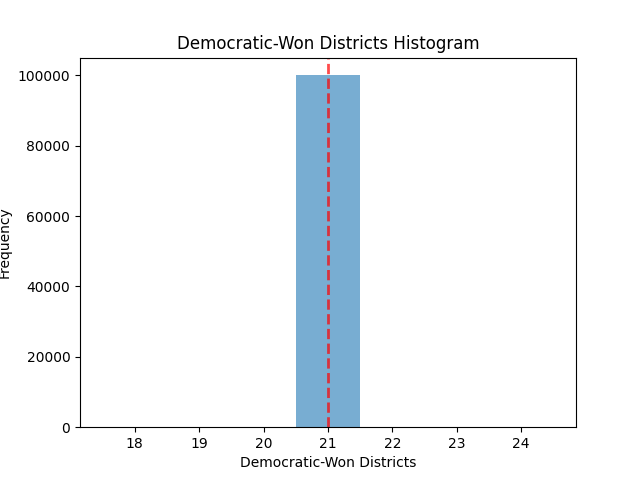 Democratic-Won Districts Histogram
100000
80000
60000
40000
20000
0
Frequency
18 19 20 21 22 23 24
Democratic-Won Districts